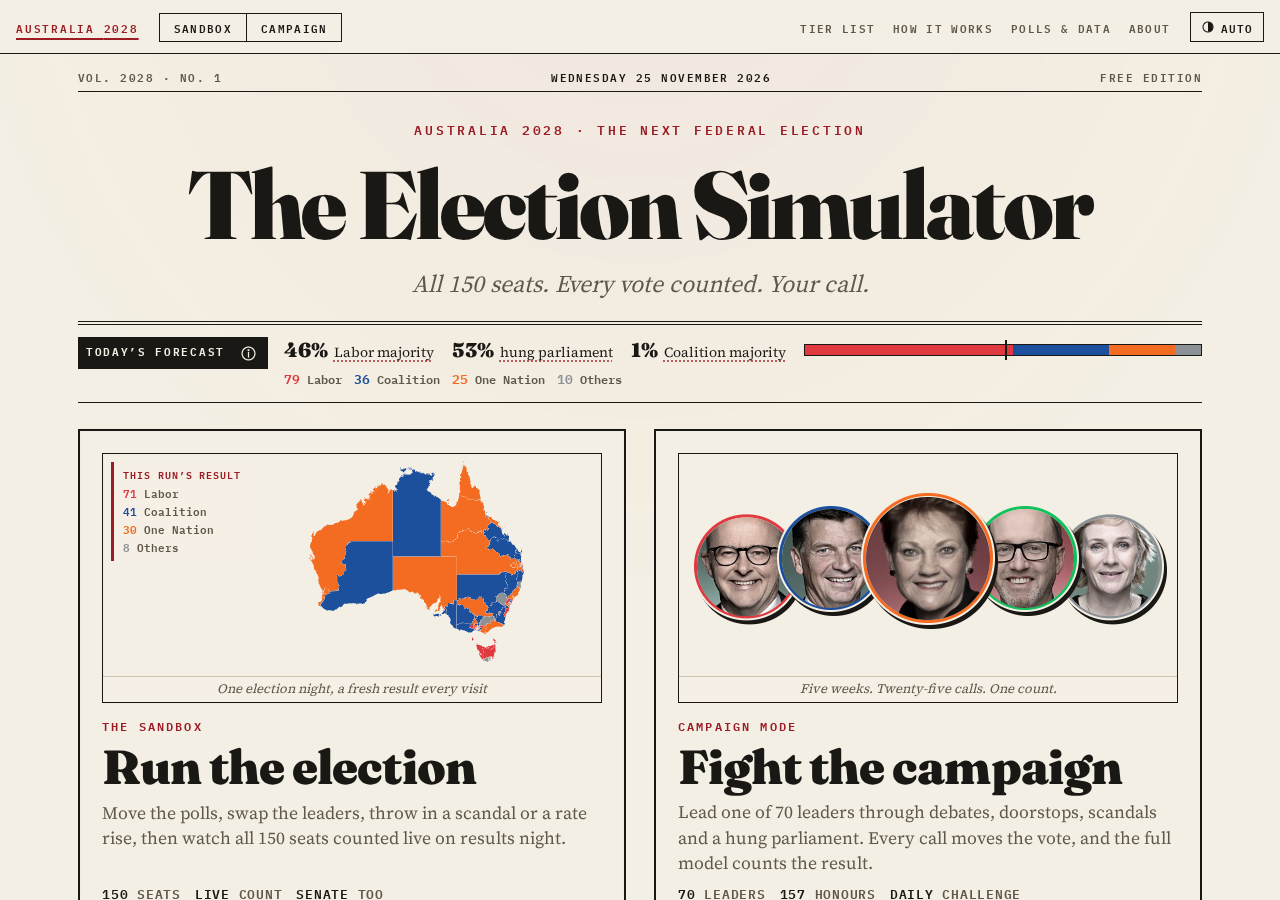 AUSTRALIA 2028 SANDBOX CAMPAIGN TIER LIST HOW IT WORKS POLLS & DATA ABOUT AUTO
VOL. 2028 · NO. 1 WEDNESDAY 25 NOVEMBER 2026 FREE EDITION
AUSTRALIA 2028 · THE NEXT FEDERAL ELECTION
The Election Simulator
All 150 seats. Every vote counted. Your call.
TODAY'S FORECAST 46% Labor majority 53% hung parliament 1% Coalition majority
79 Labor 36 Coalition 25 One Nation 10 Others
THIS RUN'S RESULT
71 Labor
41 Coalition
30 One Nation
8 Others
One election night, a fresh result every visit
THE SANDBOX
Run the election
Move the polls, swap the leaders, throw in a scandal or a rate
rise, then watch all 150 seats counted live on results night.
150 SEATS LIVE COUNT SENATE TOO
Five weeks. Twenty-five calls. One count.
CAMPAIGN MODE
Fight the campaign
Lead one of 70 leaders through debates, doorstops, scandals
and a hung parliament. Every call moves the vote, and the full
model counts the result.
70 LEADERS 157 HONOURS DAILY CHALLENGE